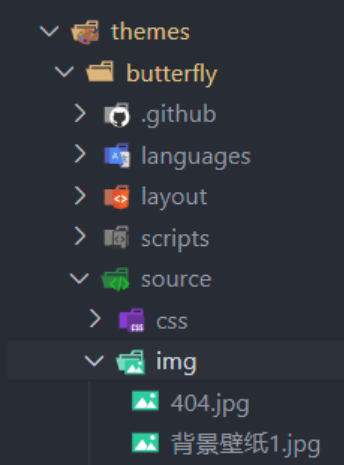 themes
butterfly
.github
languages
layout
scripts
source
css
img
404.jpg
背景壁纸1.jpg